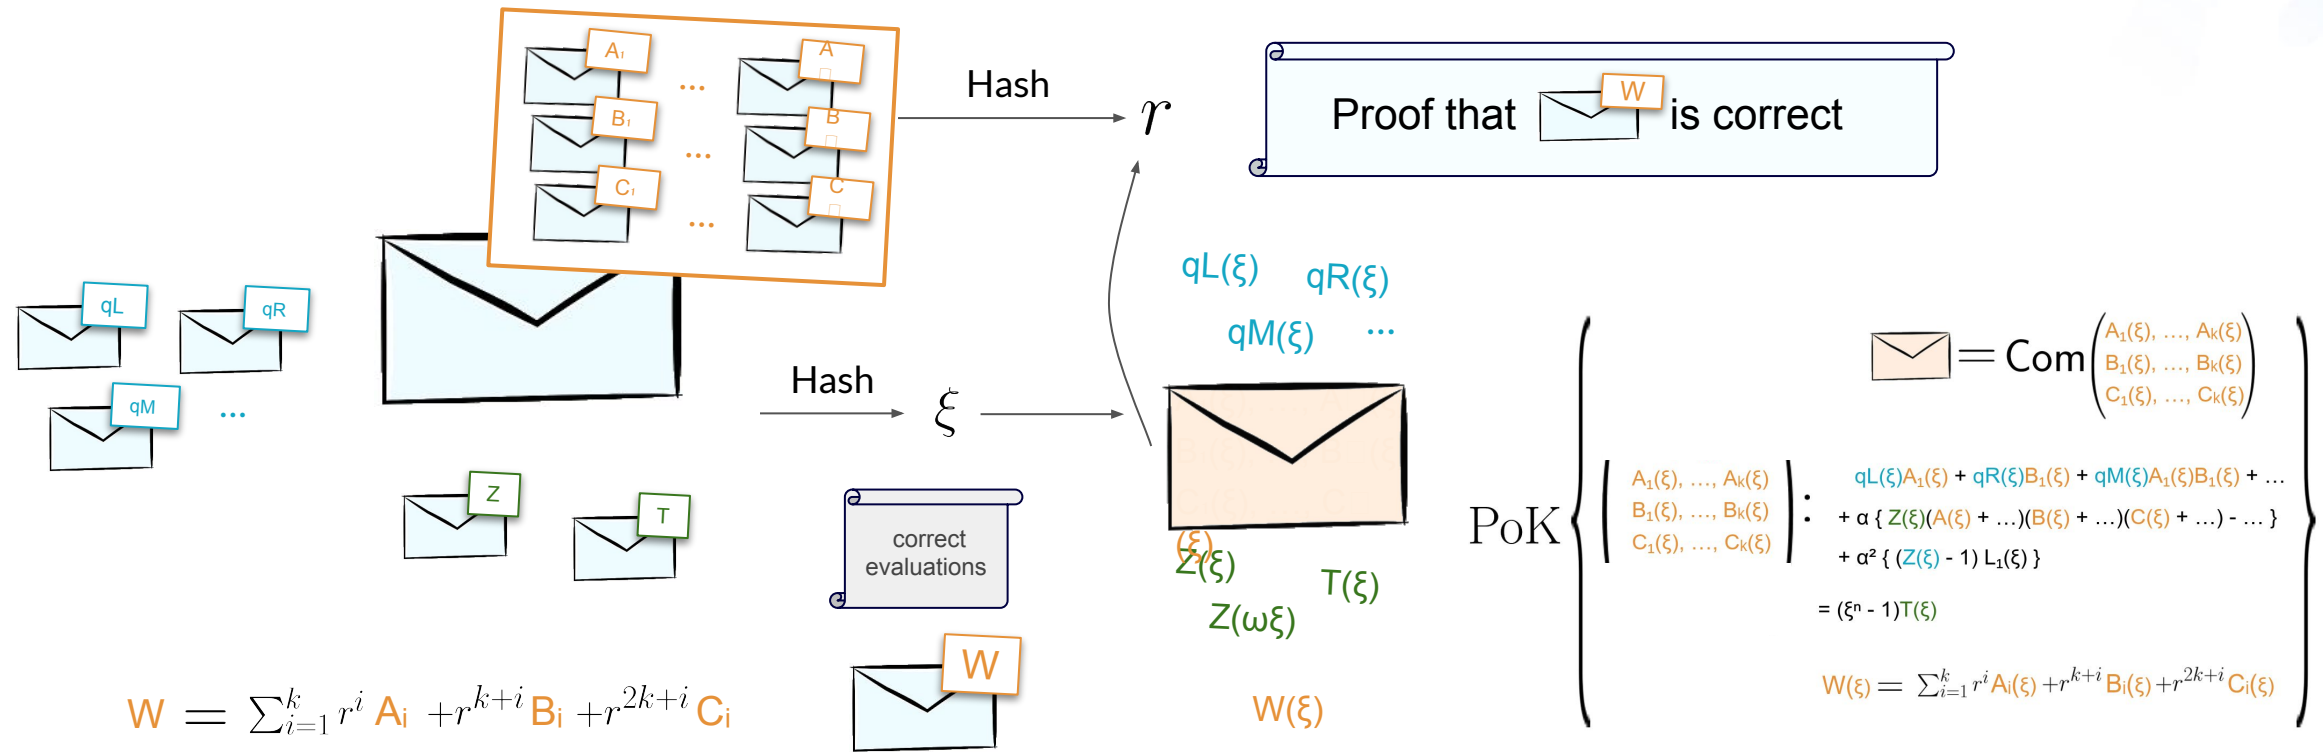 A₁ ... A
B₁ ... B
C₁ ... C
Hash
r
Proof that W is correct
qL qR
qM ...
Hash
ξ
qL(ξ) qR(ξ)
qM(ξ) ...
Z
T
correct
evaluations
(ξ)
Z(ξ)
T(ξ)
Z(ωξ)
W
W(ξ)
W = ∑ᵢ₌₁ᵏ rⁱ Aᵢ + rᵏ⁺ⁱ Bᵢ + r²ᵏ⁺ⁱ Cᵢ
PoK
= Com
A₁(ξ), ..., Aₖ(ξ)
B₁(ξ), ..., Bₖ(ξ)
C₁(ξ), ..., Cₖ(ξ)
A₁(ξ), ..., Aₖ(ξ)
B₁(ξ), ..., Bₖ(ξ)
C₁(ξ), ..., Cₖ(ξ)
:
qL(ξ)A₁(ξ) + qR(ξ)B₁(ξ) + qM(ξ)A₁(ξ)B₁(ξ) + ...
+ α { Z(ξ)(A(ξ) + ...)(B(ξ) + ...)(C(ξ) + ...) - ... }
+ α² { (Z(ξ) - 1) L₁(ξ) }
= (ξⁿ - 1)T(ξ)
W(ξ) = ∑ᵢ₌₁ᵏ rⁱ Aᵢ(ξ) + rᵏ⁺ⁱ Bᵢ(ξ) + r²ᵏ⁺ⁱ Cᵢ(ξ)